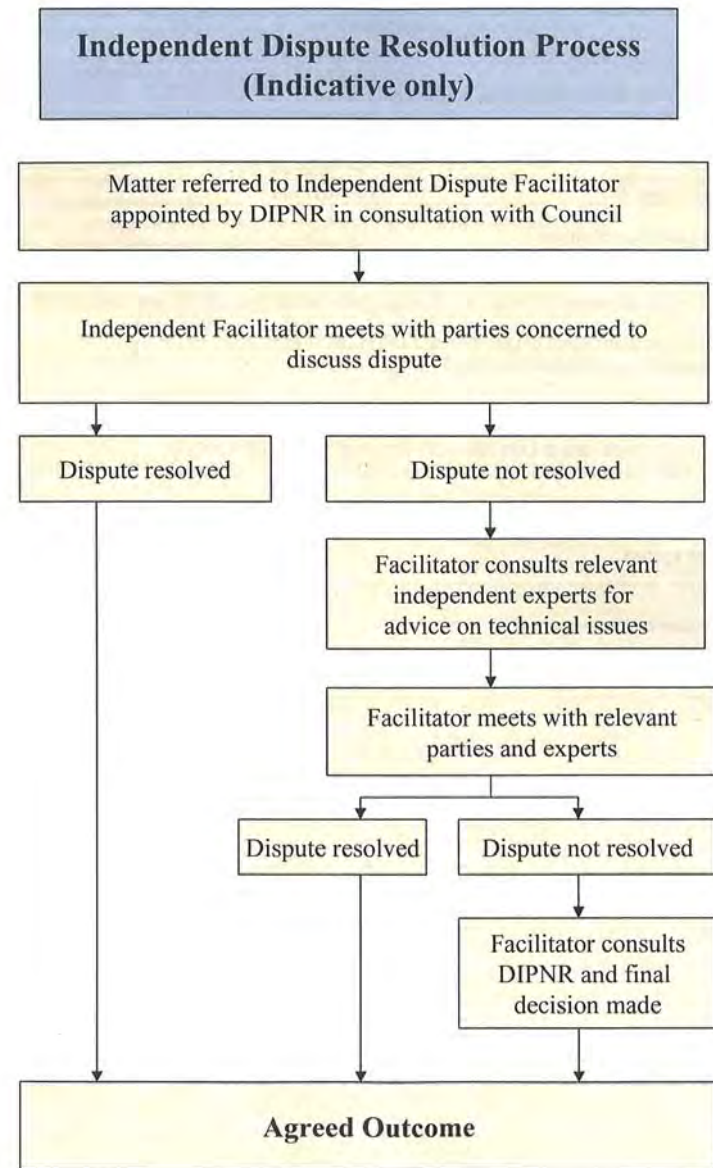 Independent Dispute Resolution Process
(Indicative only)
Matter referred to Independent Dispute Facilitator
appointed by DIPNR in consultation with Council
Independent Facilitator meets with parties concerned to
discuss dispute
Dispute resolved
Dispute not resolved
Facilitator consults relevant
independent experts for
advice on technical issues
Facilitator meets with relevant
parties and experts
Dispute resolved
Dispute not resolved
Facilitator consults
DIPNR and final
decision made
Agreed Outcome